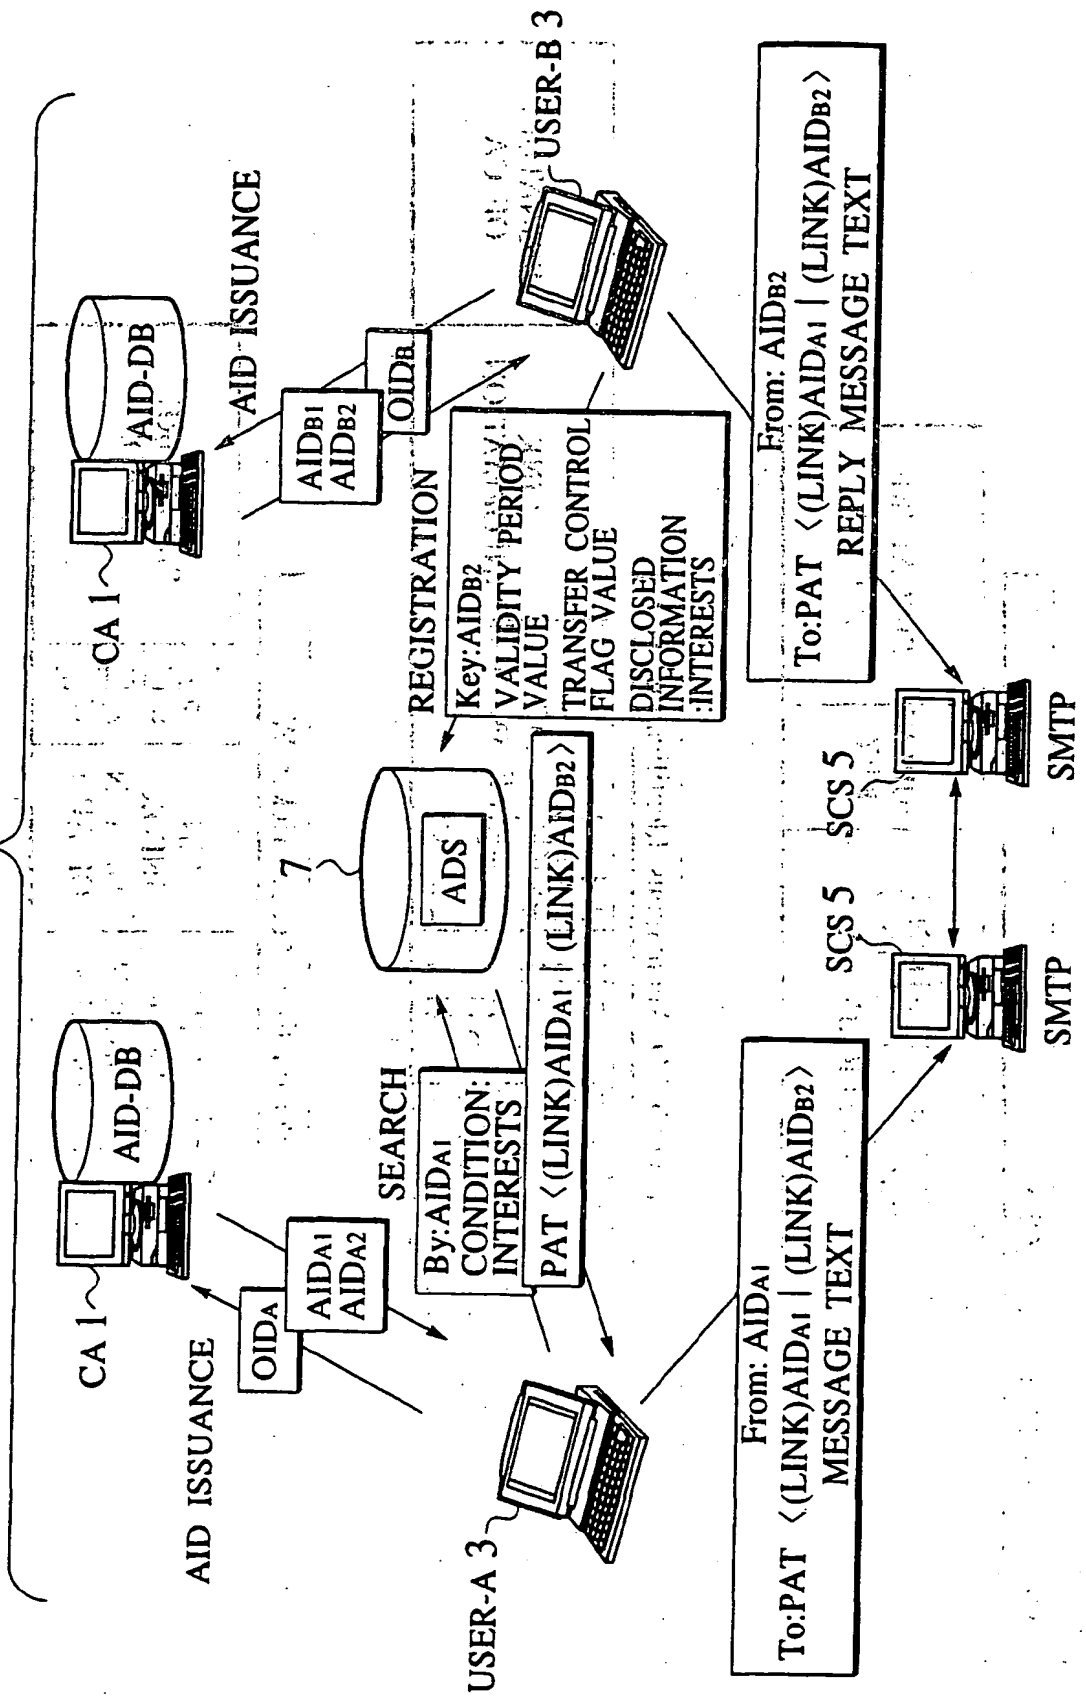 CA 1
AID-DB
AID ISSUANCE
OIDA
AIDA1
AIDA2
USER-A 3
SEARCH
By:AIDA1
CONDITION:
INTERESTS
PAT 〈(LINK)AIDA1 | (LINK)AIDB2〉
7
ADS
CA 1
AID-DB
AID ISSUANCE
AIDB1
AIDB2
OIDB
USER-B 3
REGISTRATION
Key:AIDB2
VALIDITY PERIOD
VALUE
TRANSFER CONTROL
FLAG VALUE
DISCLOSED
INFORMATION
:INTERESTS
From: AIDA1
To:PAT 〈(LINK)AIDA1 | (LINK)AIDB2〉
MESSAGE TEXT
SCS 5
SMTP
SCS 5
SMTP
From: AIDB2
To:PAT 〈(LINK)AIDA1 | (LINK)AIDB2〉
REPLY MESSAGE TEXT